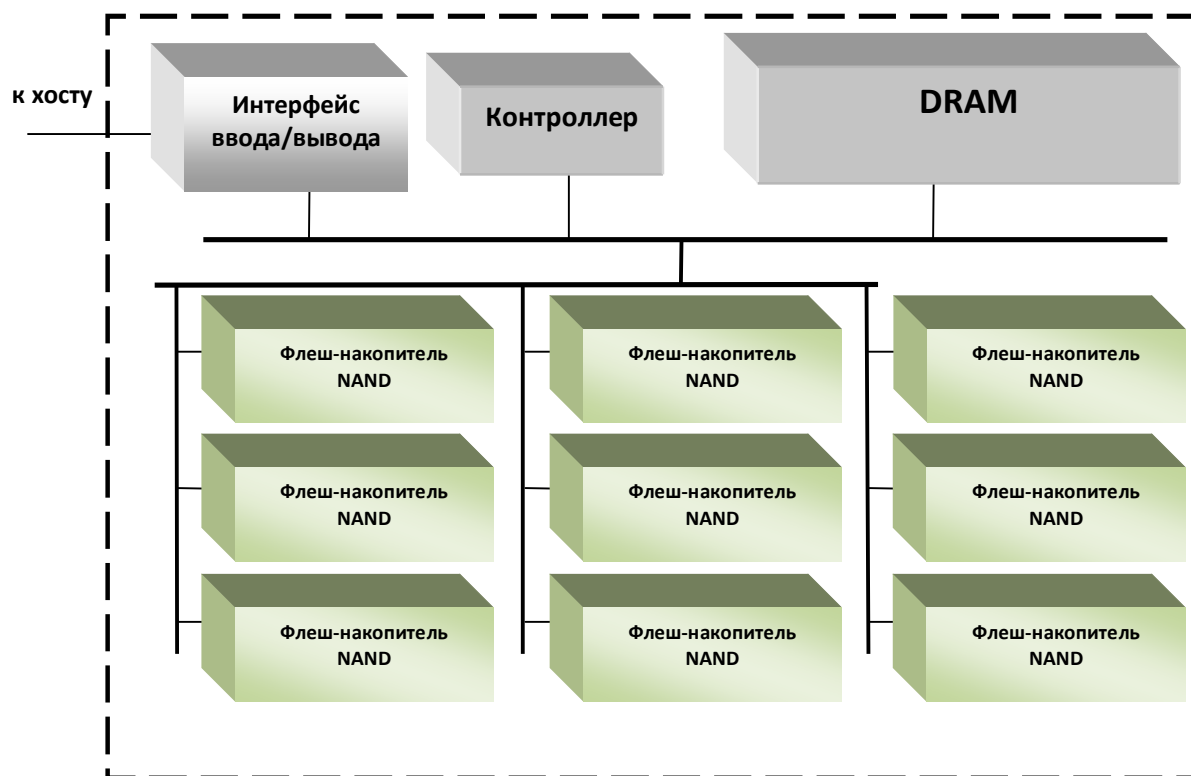 к хосту
Интерфейс
ввода/вывода
Контроллер
DRAM
Флеш-накопитель
NAND
Флеш-накопитель
NAND
Флеш-накопитель
NAND
Флеш-накопитель
NAND
Флеш-накопитель
NAND
Флеш-накопитель
NAND
Флеш-накопитель
NAND
Флеш-накопитель
NAND
Флеш-накопитель
NAND